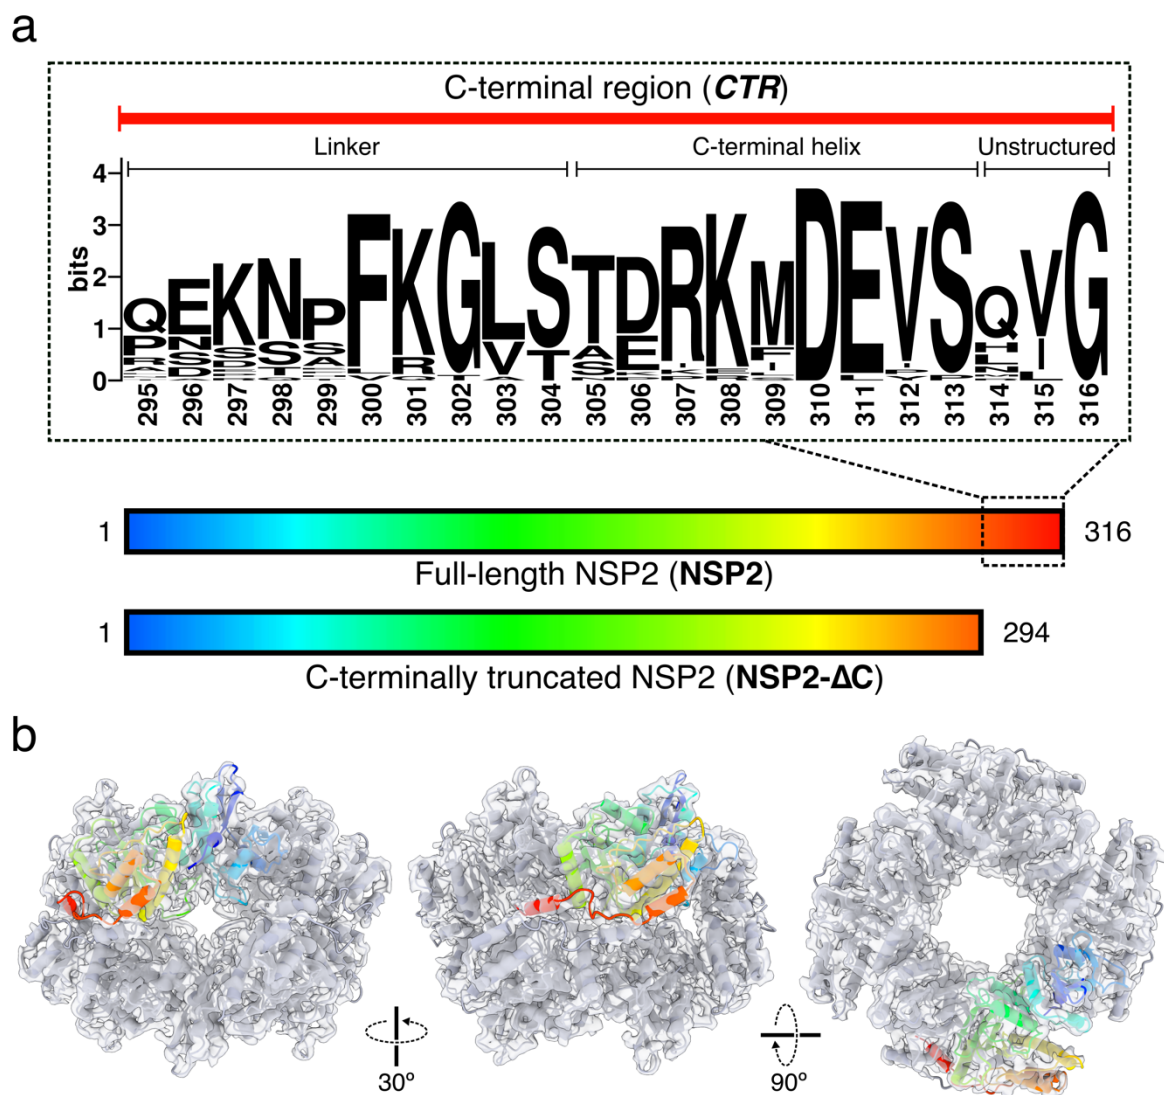 a
C-terminal region (CTR)
Linker C-terminal helix Unstructured
4
3
2
1
0
bits
QEKNPFKGLSTDRKMDEVSQVG
295 296 297 298 299 300 301 302 303 304 305 306 307 308 309 310 311 312 313 314 315 316
1 316
Full-length NSP2 (NSP2)
1 294
C-terminally truncated NSP2 (NSP2-ΔC)
b
30º 90º